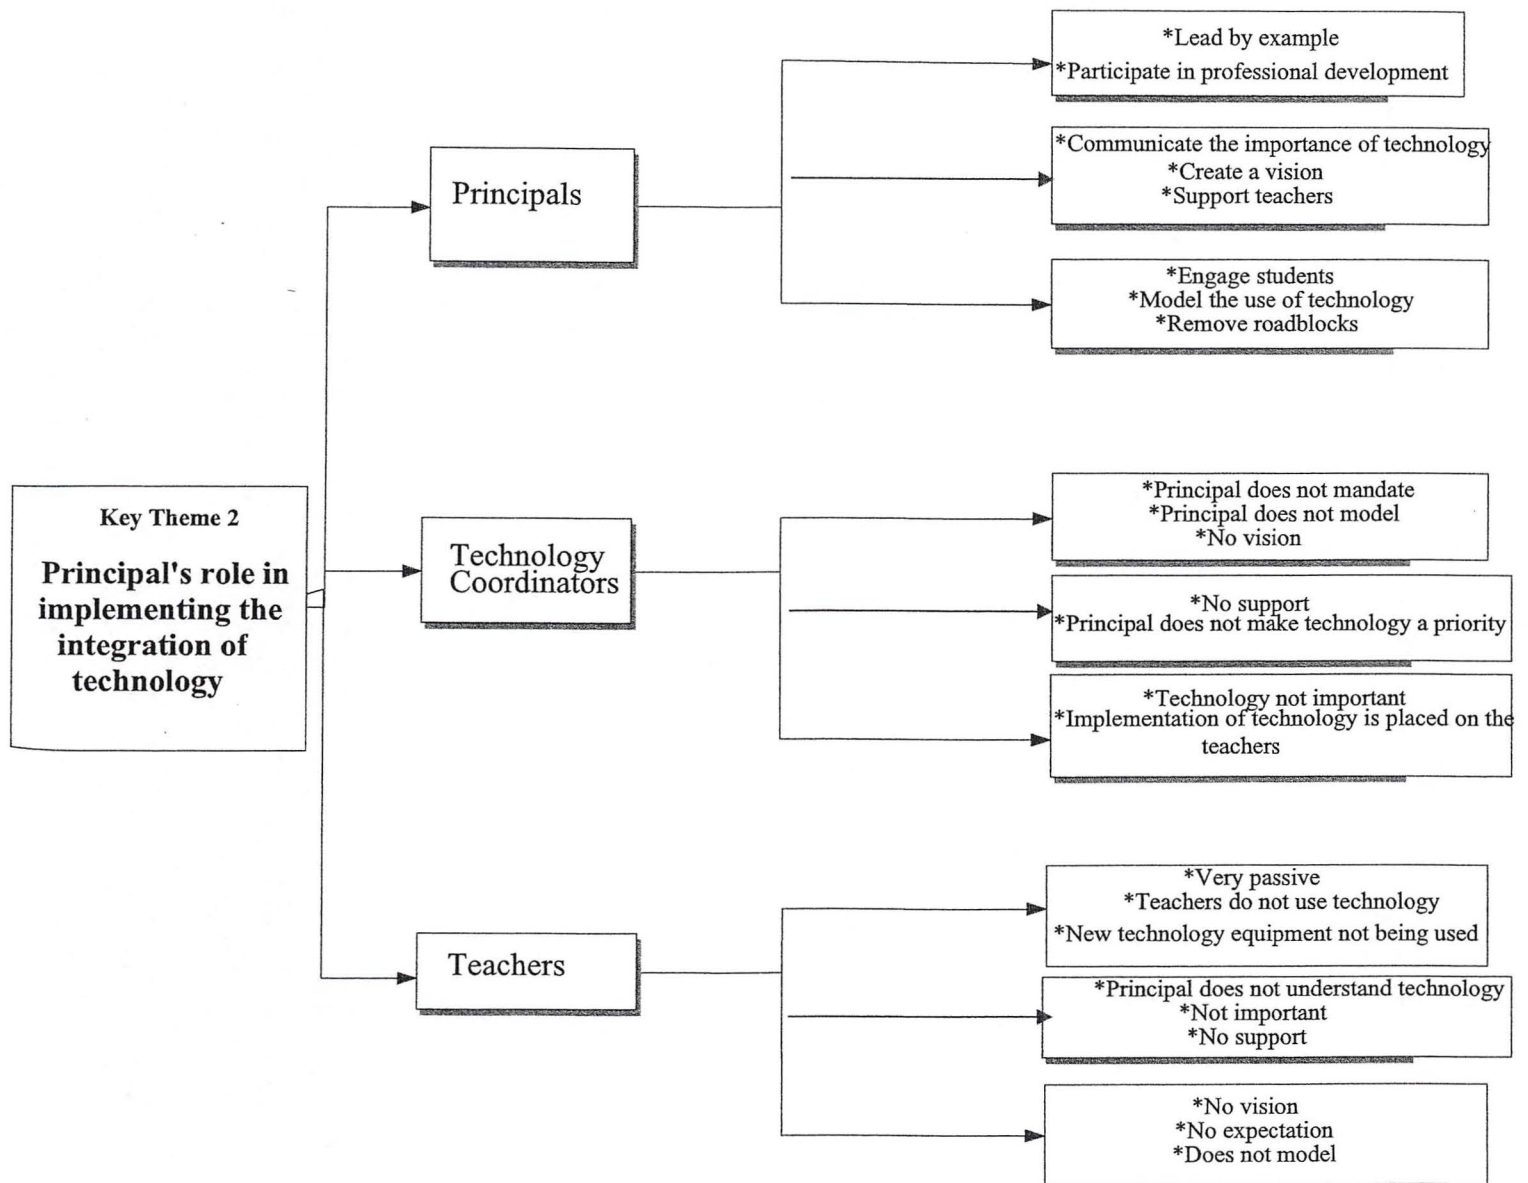 Key Theme 2
Principal's role in
implementing the
integration of
technology
Principals
*Lead by example
*Participate in professional development
*Communicate the importance of technology
*Create a vision
*Support teachers
*Engage students
*Model the use of technology
*Remove roadblocks
Technology
Coordinators
*Principal does not mandate
*Principal does not model
*No vision
*No support
*Principal does not make technology a priority
*Technology not important
*Implementation of technology is placed on the
teachers
Teachers
*Very passive
*Teachers do not use technology
*New technology equipment not being used
*Principal does not understand technology
*Not important
*No support
*No vision
*No expectation
*Does not model